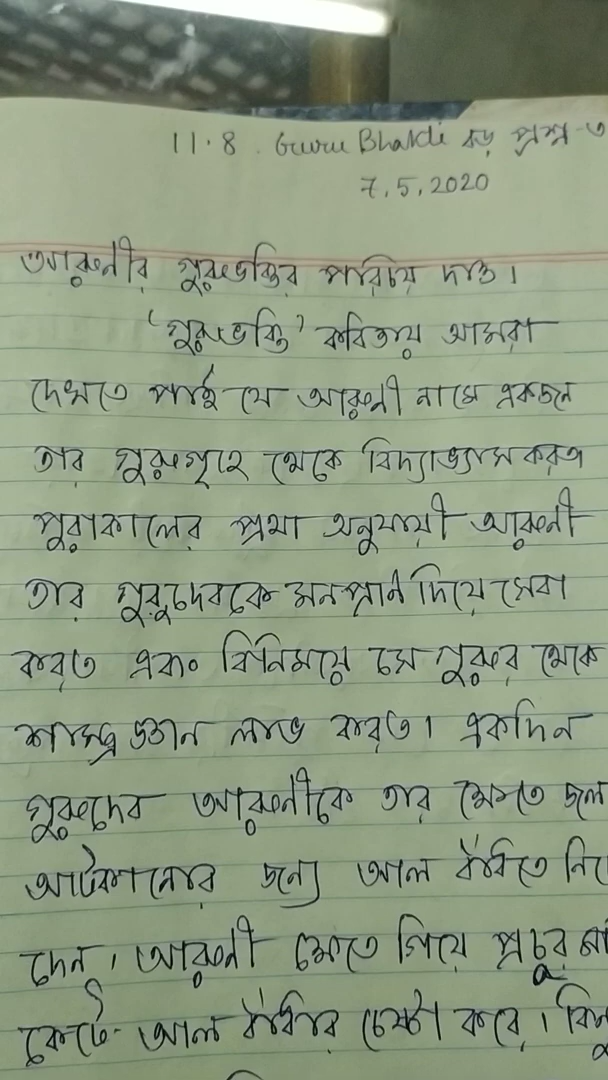 11.8. Guru Bhakti বড় প্রশ্ন-৩
7.5.2020
আরুনীর গুরুভক্তির পরিচয় দাও।
'গুরুভক্তি' কবিতায় আমরা
দেখতে পাই যে আরুনী নামে একজন
তার গুরুগৃহে থেকে বিদ্যাভ্যাস করত
পুরাকালের প্রথা অনুযায়ী আরুনী
তার গুরুদেবকে মনপ্রান দিয়ে সেবা
করত এবং বিনিময়ে সে গুরুর থেকে
শাস্ত্র জ্ঞান লাভ করত। একদিন
গুরুদেব আরুনীকে তার ক্ষেতে জল
আটকানোর জন্যে আল বাঁধতে
দেন। আরুনী ক্ষেতে গিয়ে প্রচুর
কেটে আল বাঁধার চেষ্টা করে।